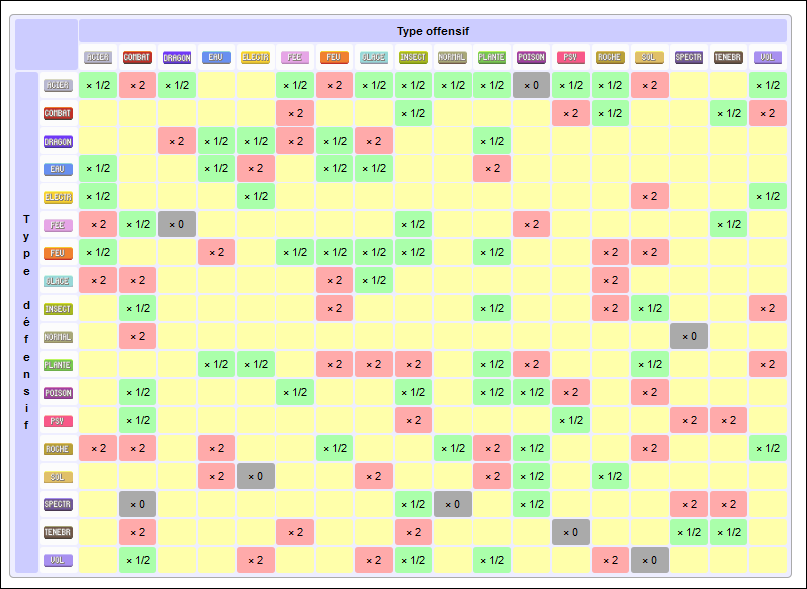 Type offensif
ACIER COMBAT DRAGON EAU ELECTR FEE FEU GLACE INSECT NORMAL PLANTE POISON PSY ROCHE SOL SPECTR TENEBR VOL
Type défensif
ACIER × 1/2 × 2 × 1/2 × 1/2 × 2 × 1/2 × 1/2 × 1/2 × 1/2 × 0 × 1/2 × 1/2 × 2 × 1/2
COMBAT × 2 × 1/2 × 2 × 1/2 × 1/2 × 2
DRAGON × 2 × 1/2 × 1/2 × 2 × 1/2 × 2 × 1/2
EAU × 1/2 × 1/2 × 2 × 1/2 × 1/2 × 2
ELECTR × 1/2 × 1/2 × 2 × 1/2
FEE × 2 × 1/2 × 0 × 1/2 × 2 × 1/2
FEU × 1/2 × 2 × 1/2 × 1/2 × 1/2 × 1/2 × 1/2 × 2 × 2
GLACE × 2 × 2 × 2 × 1/2 × 2
INSECT × 1/2 × 2 × 1/2 × 2 × 1/2 × 2
NORMAL × 2 × 0
PLANTE × 1/2 × 1/2 × 2 × 2 × 2 × 1/2 × 2 × 1/2 × 2
POISON × 1/2 × 1/2 × 1/2 × 1/2 × 1/2 × 2 × 2
PSY × 1/2 × 2 × 1/2 × 2 × 2
ROCHE × 2 × 2 × 2 × 1/2 × 1/2 × 2 × 1/2 × 2 × 1/2
SOL × 2 × 0 × 2 × 2 × 1/2 × 1/2
SPECTR × 0 × 1/2 × 0 × 1/2 × 2 × 2
TENEBR × 2 × 2 × 2 × 0 × 1/2 × 1/2
VOL × 1/2 × 2 × 2 × 1/2 × 1/2 × 2 × 0